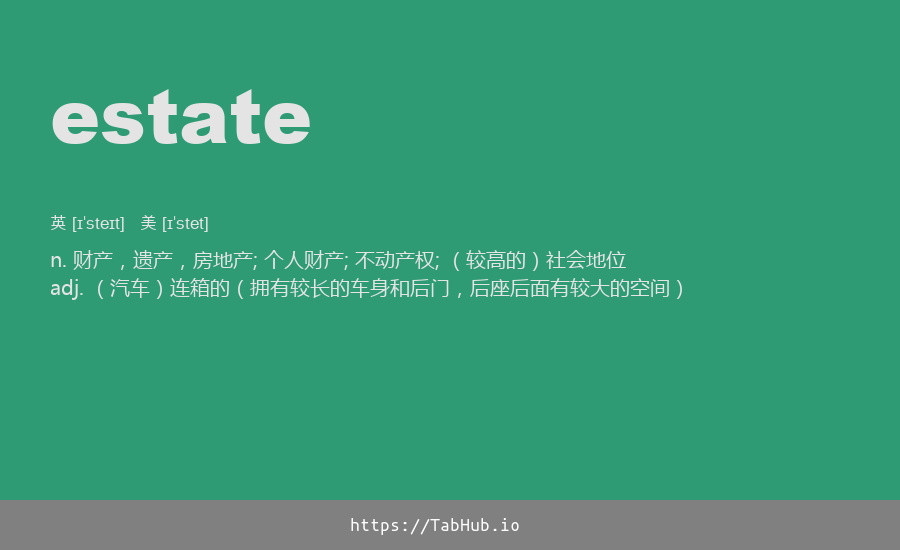 estate
英 [ɪ'steɪt] 美 [ɪ'stet]
n. 财产，遗产，房地产; 个人财产; 不动产权; （较高的）社会地位
adj. （汽车）连箱的（拥有较长的车身和后门，后座后面有较大的空间）
https://TabHub.io